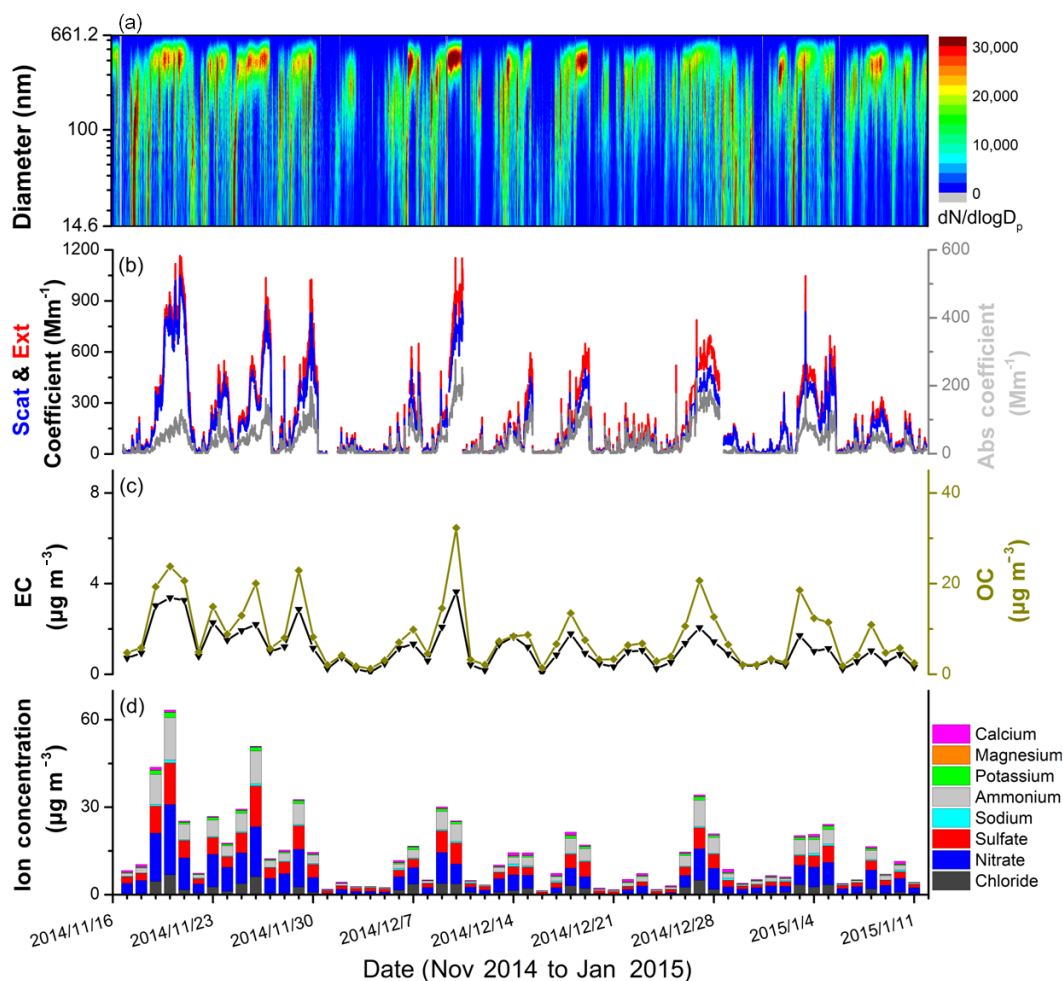 (a)
661.2
100
14.6
Diameter (nm)
30,000
20,000
10,000
0
dN/dlogDp
(b)
1200
900
600
300
0
Scat & Ext
Coefficient (Mm-1)
600
400
200
0
Abs coefficient
(Mm-1)
(c)
8
4
0
EC
(µg m−3)
40
20
0
OC
(µg m−3)
(d)
60
30
0
Ion concentration
(µg m−3)
Calcium
Magnesium
Potassium
Ammonium
Sodium
Sulfate
Nitrate
Chloride
2014/11/16
2014/11/23
2014/11/30
2014/12/7
2014/12/14
2014/12/21
2014/12/28
2015/1/4
2015/1/11
Date (Nov 2014 to Jan 2015)